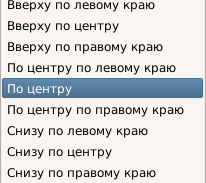 Вверху по левому краю
Вверху по центру
Вверху по правому краю
По центру по левому краю
По центру
По центру по правому краю
Снизу по левому краю
Снизу по центру
Снизу по правому краю